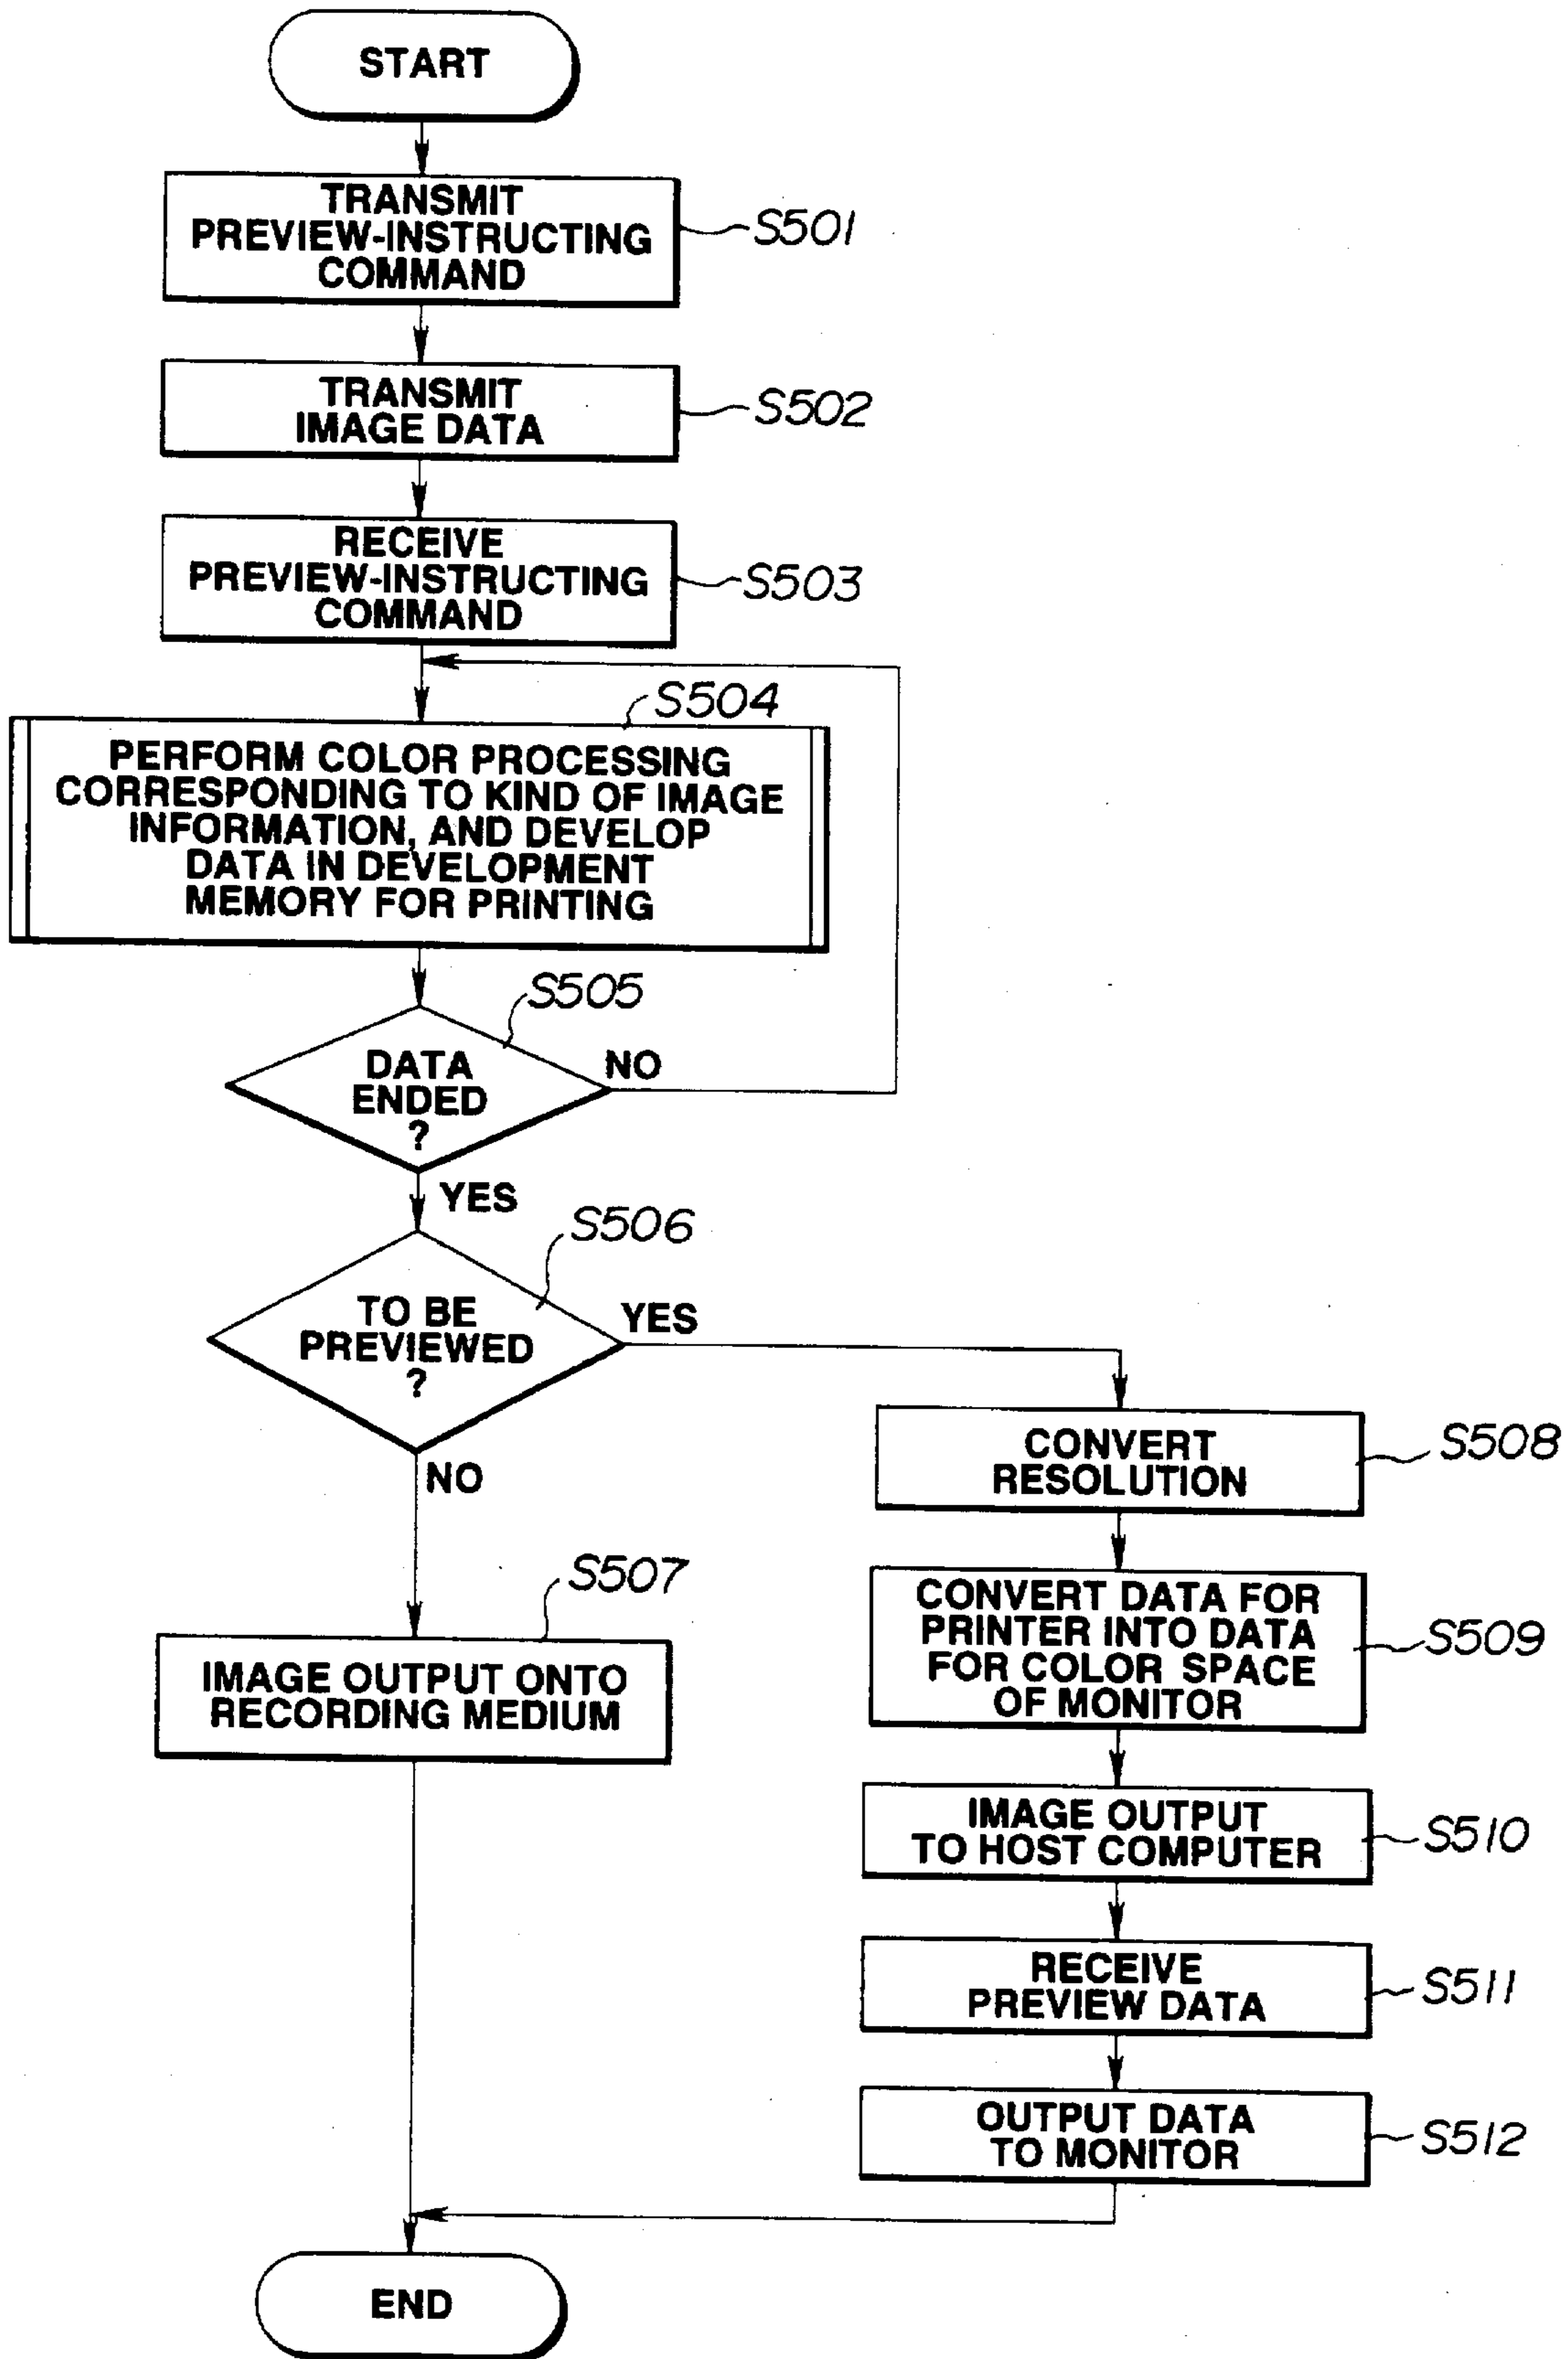 START
TRANSMIT
PREVIEW-INSTRUCTING
COMMAND
S501
TRANSMIT
IMAGE DATA
S502
RECEIVE
PREVIEW-INSTRUCTING
COMMAND
S503
S504
PERFORM COLOR PROCESSING
CORRESPONDING TO KIND OF IMAGE
INFORMATION, AND DEVELOP
DATA IN DEVELOPMENT
MEMORY FOR PRINTING
S505
DATA
ENDED
?
NO
YES
S506
TO BE
PREVIEWED
?
YES
NO
S507
IMAGE OUTPUT ONTO
RECORDING MEDIUM
CONVERT
RESOLUTION
S508
CONVERT DATA FOR
PRINTER INTO DATA
FOR COLOR SPACE
OF MONITOR
S509
IMAGE OUTPUT
TO HOST COMPUTER
S510
RECEIVE
PREVIEW DATA
S511
OUTPUT DATA
TO MONITOR
S512
END